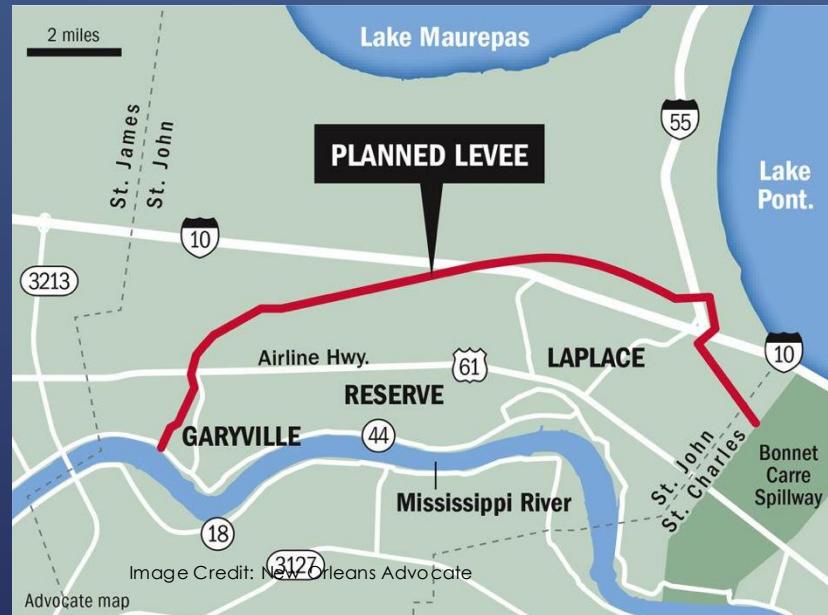 2 miles
Lake Maurepas
55
St. James
St. John
PLANNED LEVEE
Lake
Pont.
10
3213
Airline Hwy.
61
LAPLACE
10
RESERVE
GARYVILLE
44
St. John
St. Charles
Bonnet
Carre
Spillway
Mississippi River
18
3127
Image Credit: New Orleans Advocate
Advocate map